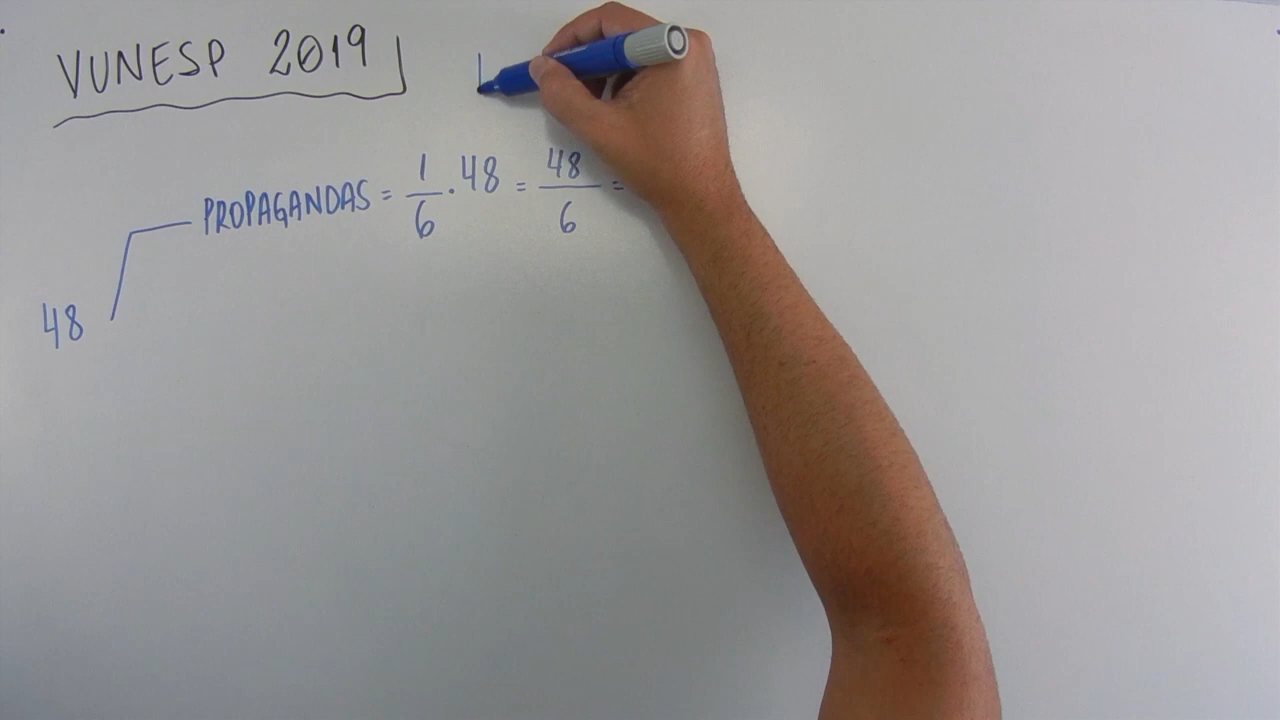 VUNESP 2019
PROPAGANDAS = 1/6 . 48 = 48/6 =
48